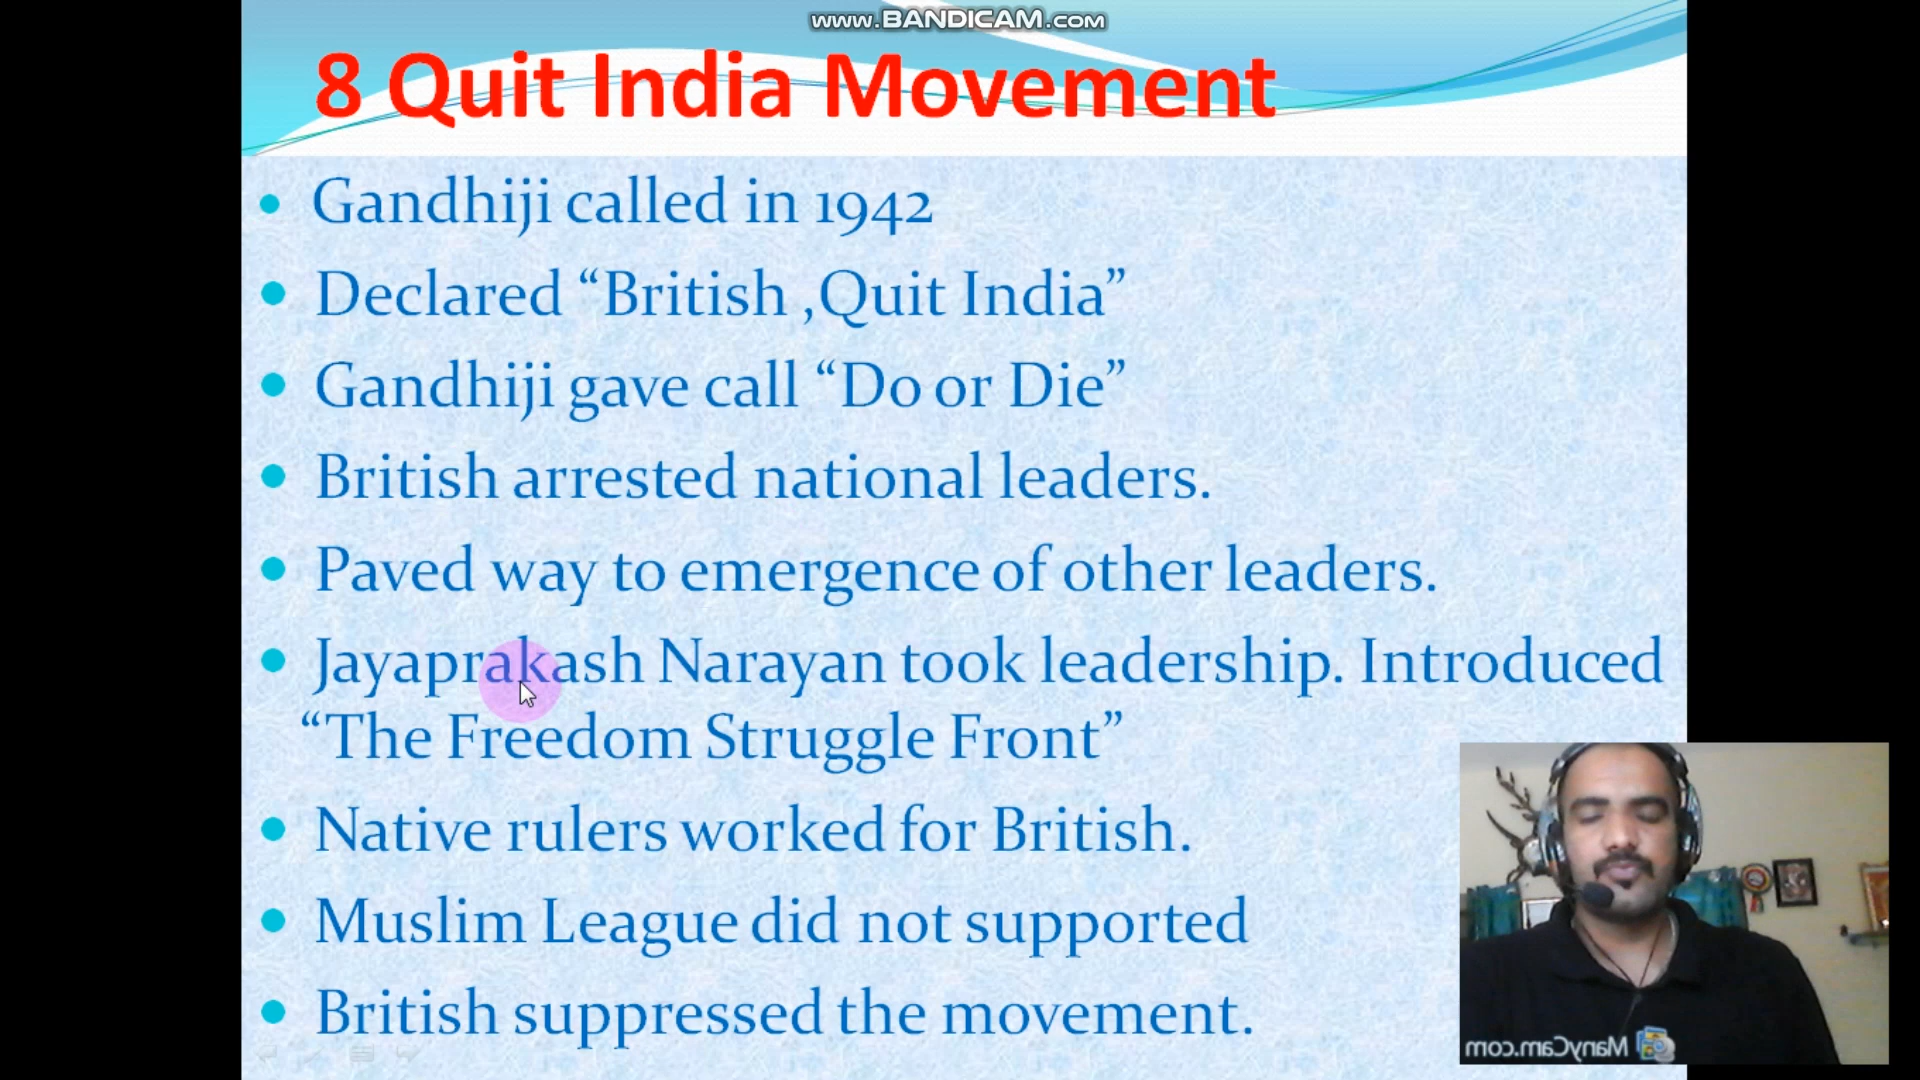 www.BANDICAM.com
8 Quit India Movement
Gandhiji called in 1942
Declared “British ,Quit India”
Gandhiji gave call “Do or Die”
British arrested national leaders.
Paved way to emergence of other leaders.
Jayaprakash Narayan took leadership. Introduced
“The Freedom Struggle Front”
Native rulers worked for British.
Muslim League did not supported
British suppressed the movement.
ManyCam.com